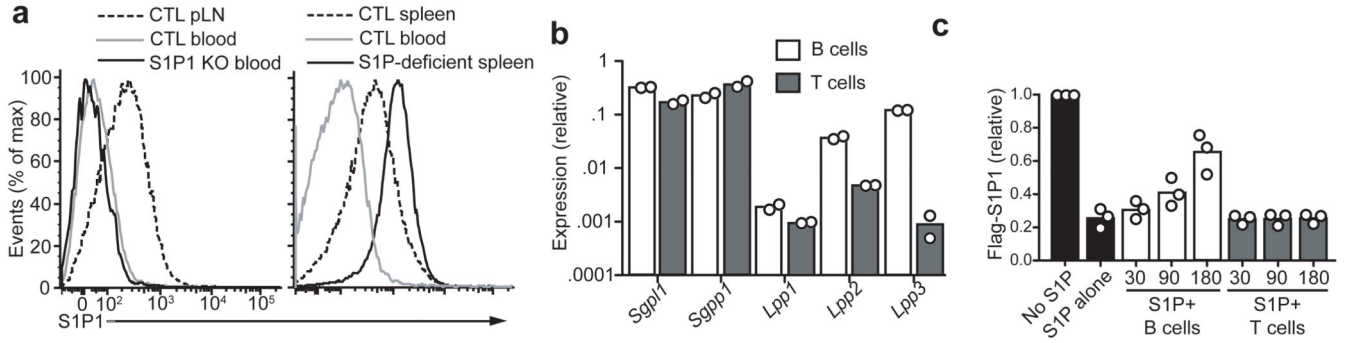 a
CTL pLN
CTL blood
S1P1 KO blood
CTL spleen
CTL blood
S1P-deficient spleen
Events (% of max)
100
80
60
40
20
0
0 10² 10³ 10⁴ 10⁵
S1P1
b
B cells
T cells
Expression (relative)
1
.1
.01
.001
.0001
Sgpl1
Sgpp1
Lpp1
Lpp2
Lpp3
c
Flag-S1P1 (relative)
1.0
0.8
0.6
0.4
0.2
0.0
No S1P
S1P alone
30 90 180 30 90 180
S1P+ S1P+
B cells T cells